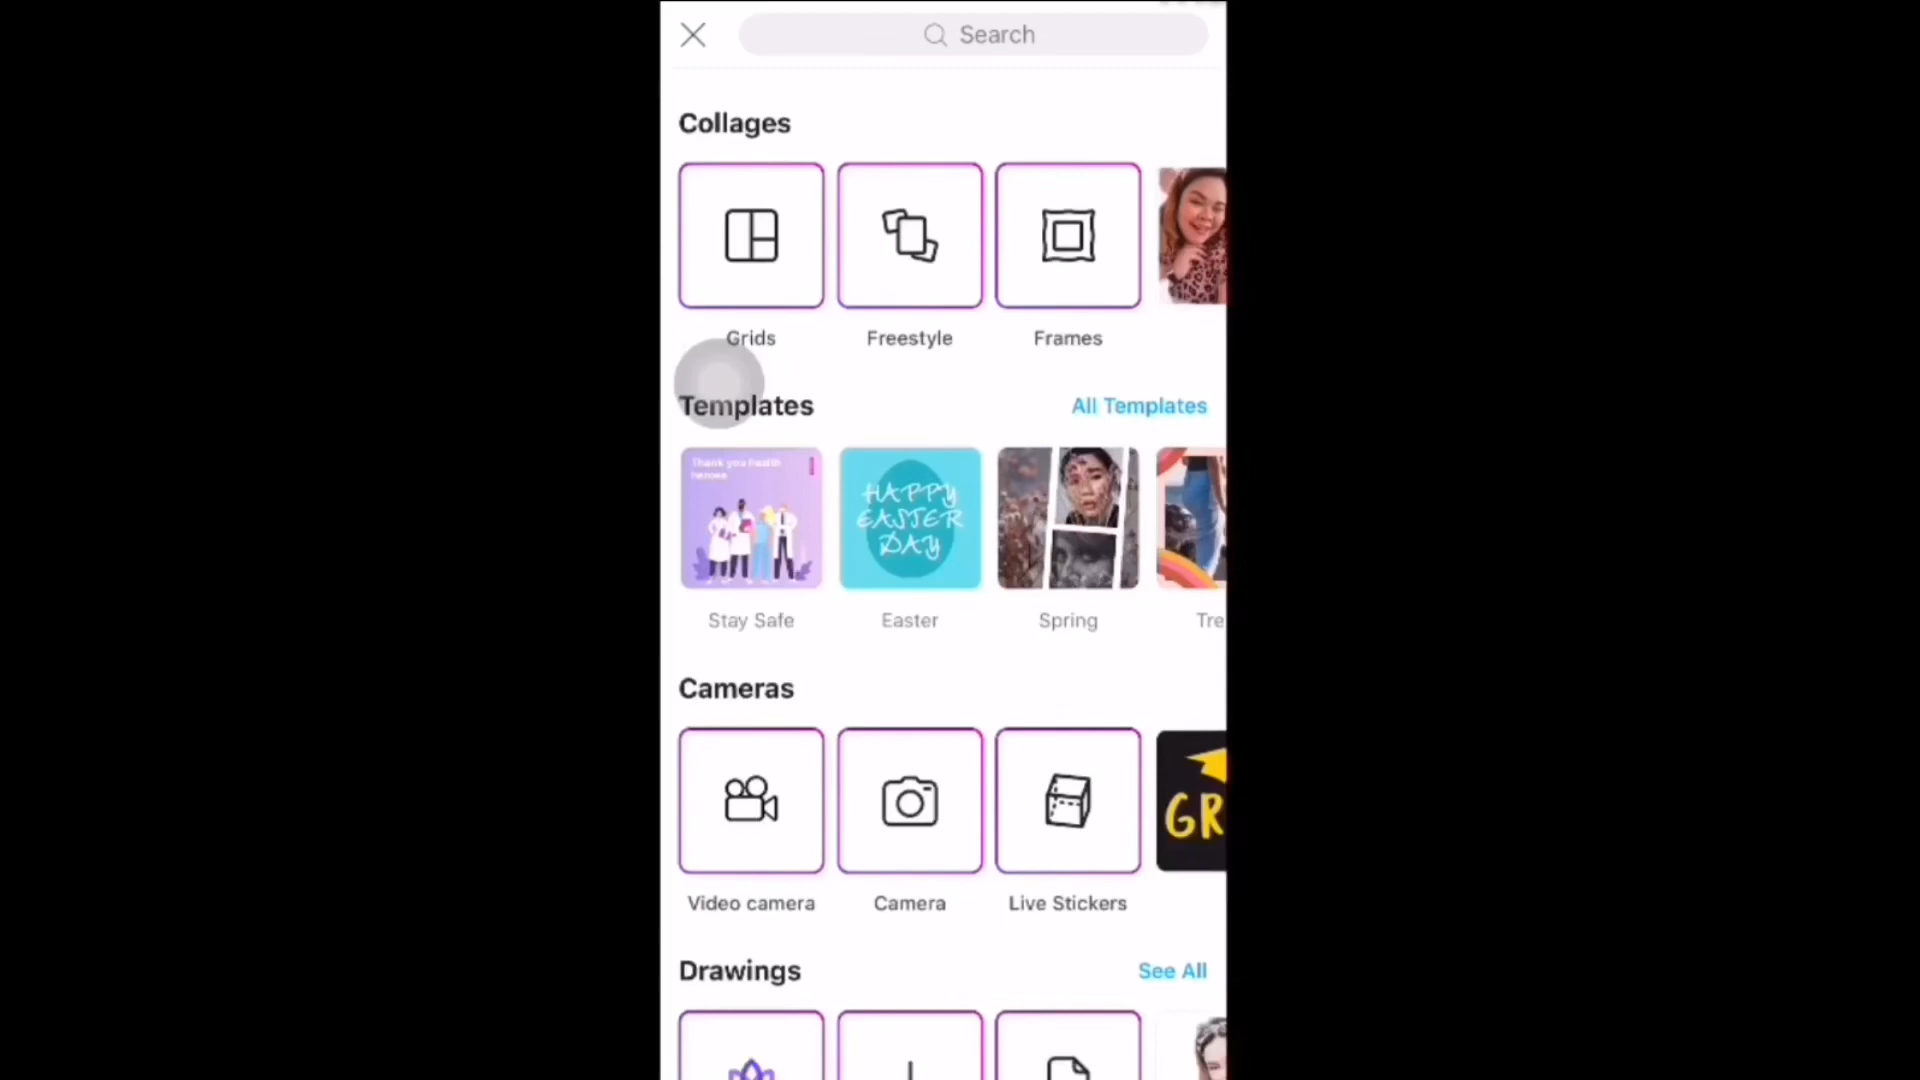 Search
Collages
Grids
Freestyle
Frames
Templates
All Templates
Thank you health
heroes
HAPPY
EASTER
DAY
Stay Safe
Easter
Spring
Tre
Cameras
GR
Video camera
Camera
Live Stickers
Drawings
See All